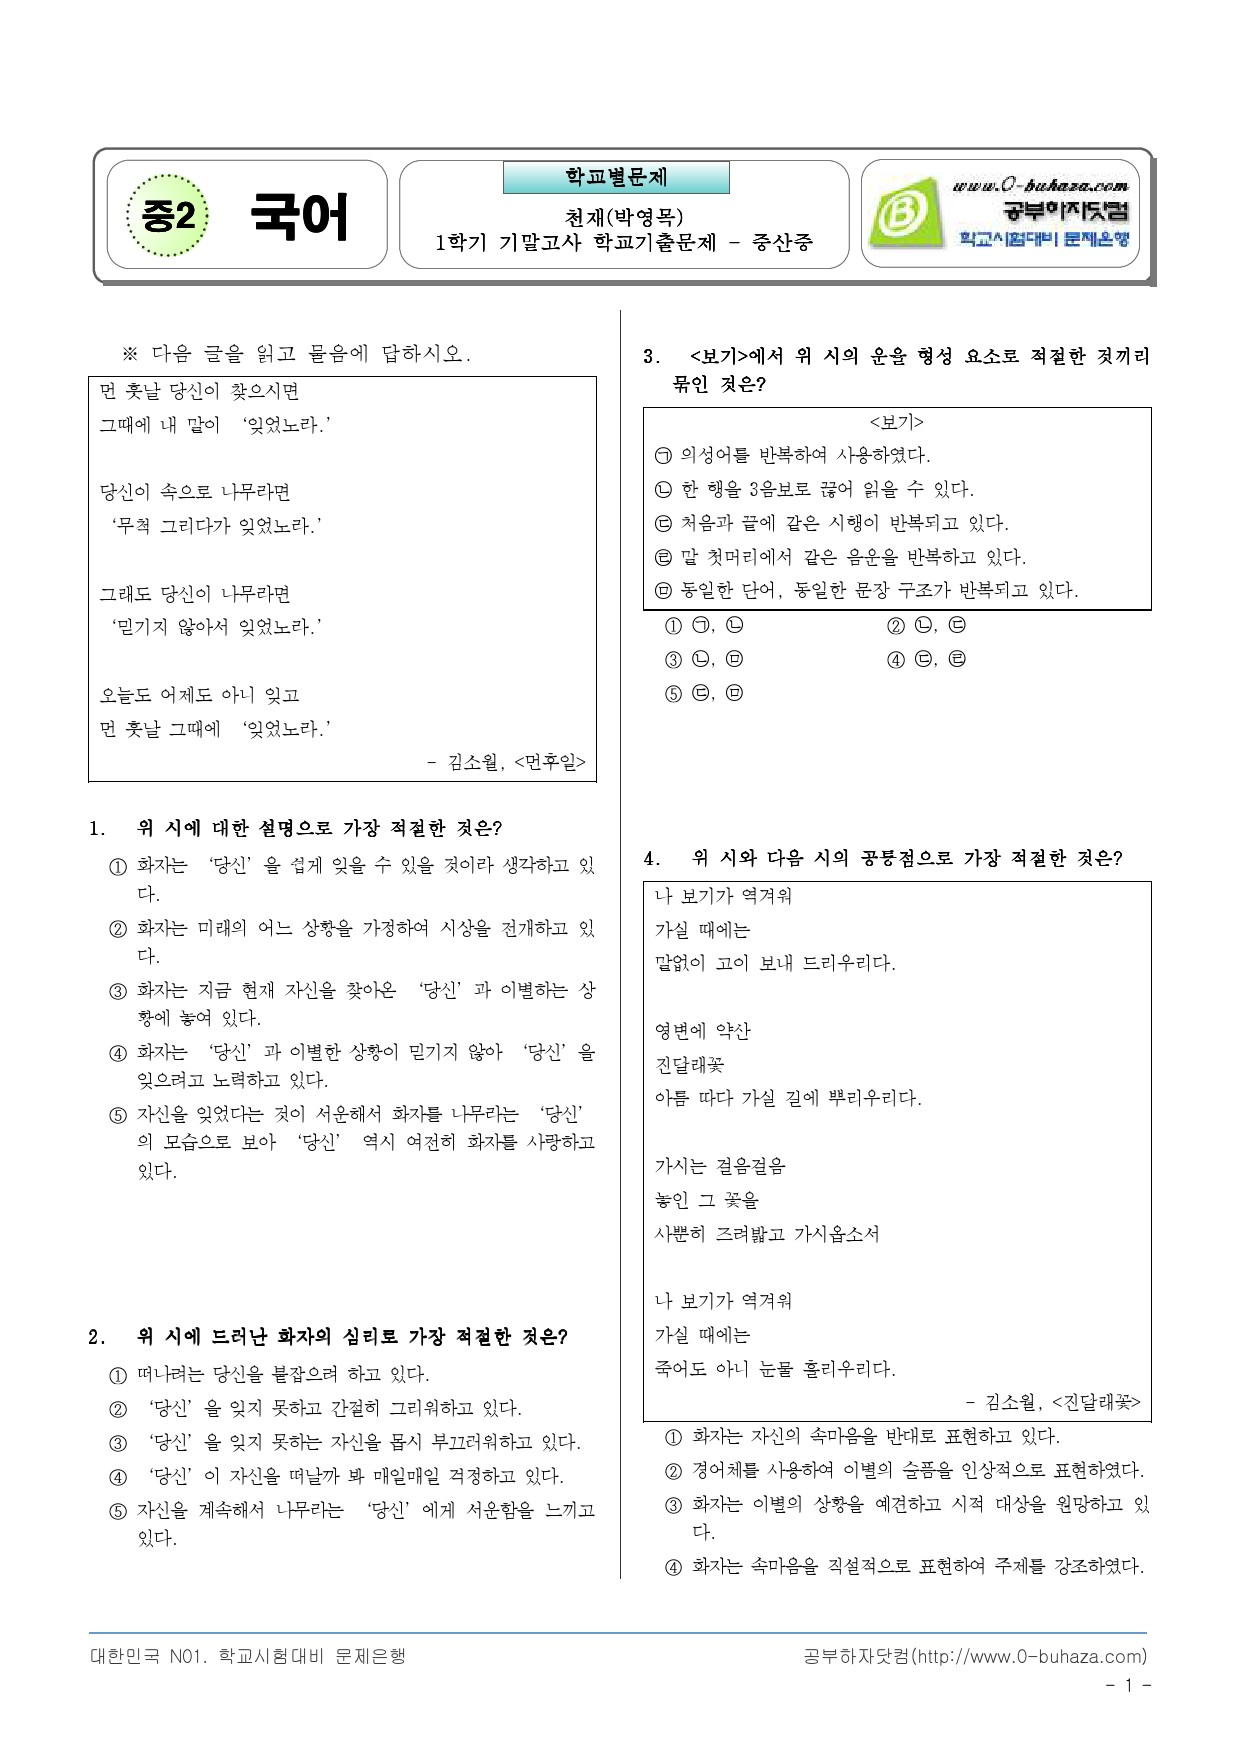 중2 국어
학교별문제
천재(박영목)
1학기 기말고사 학교기출문제 - 중산중
www.0-buhaza.com
공부하자닷컴
학교시험대비 문제은행
※ 다음 글을 읽고 물음에 답하시오.
먼 훗날 당신이 찾으시면
그때에 내 말이 ‘잊었노라.’
당신이 속으로 나무라면
‘무척 그리다가 잊었노라.’
그래도 당신이 나무라면
‘믿기지 않아서 잊었노라.’
오늘도 어제도 아니 잊고
먼 훗날 그때에 ‘잊었노라.’
- 김소월, <먼후일>
1. 위 시에 대한 설명으로 가장 적절한 것은?
① 화자는 ‘당신’을 쉽게 잊을 수 있을 것이라 생각하고 있
다.
② 화자는 미래의 어느 상황을 가정하여 시상을 전개하고 있
다.
③ 화자는 지금 현재 자신을 찾아온 ‘당신’과 이별하는 상
황에 놓여 있다.
④ 화자는 ‘당신’과 이별한 상황이 믿기지 않아 ‘당신’을
잊으려고 노력하고 있다.
⑤ 자신을 잊었다는 것이 서운해서 화자를 나무라는 ‘당신’
의 모습으로 보아 ‘당신’ 역시 여전히 화자를 사랑하고
있다.
2. 위 시에 드러난 화자의 심리로 가장 적절한 것은?
① 떠나려는 당신을 붙잡으려 하고 있다.
② ‘당신’을 잊지 못하고 간절히 그리워하고 있다.
③ ‘당신’을 잊지 못하는 자신을 몹시 부끄러워하고 있다.
④ ‘당신’이 자신을 떠날까 봐 매일매일 걱정하고 있다.
⑤ 자신을 계속해서 나무라는 ‘당신’에게 서운함을 느끼고
있다.
3. <보기>에서 위 시의 운율 형성 요소로 적절한 것끼리
묶인 것은?
<보기>
㉠ 의성어를 반복하여 사용하였다.
㉡ 한 행을 3음보로 끊어 읽을 수 있다.
㉢ 처음과 끝에 같은 시행이 반복되고 있다.
㉣ 말 첫머리에서 같은 음운을 반복하고 있다.
㉤ 동일한 단어, 동일한 문장 구조가 반복되고 있다.
① ㉠, ㉡ ② ㉡, ㉢
③ ㉡, ㉤ ④ ㉢, ㉣
⑤ ㉢, ㉤
4. 위 시와 다음 시의 공통점으로 가장 적절한 것은?
나 보기가 역겨워
가실 때에는
말없이 고이 보내 드리우리다.
영변에 약산
진달래꽃
아름 따다 가실 길에 뿌리우리다.
가시는 걸음걸음
놓인 그 꽃을
사뿐히 즈려밟고 가시옵소서
나 보기가 역겨워
가실 때에는
죽어도 아니 눈물 흘리우리다.
- 김소월, <진달래꽃>
① 화자는 자신의 속마음을 반대로 표현하고 있다.
② 경어체를 사용하여 이별의 슬픔을 인상적으로 표현하였다.
③ 화자는 이별의 상황을 예견하고 시적 대상을 원망하고 있
다.
④ 화자는 속마음을 직설적으로 표현하여 주제를 강조하였다.
대한민국 N01. 학교시험대비 문제은행 공부하자닷컴(http://www.0-buhaza.com)
- 1 -